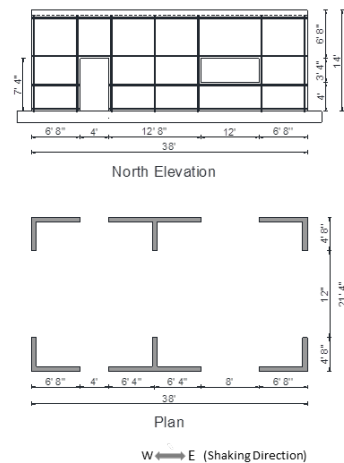 6' 8"
14'
7' 4"
3' 4"
4'
6' 8" 4' 12' 8" 12' 6' 8"
38'
North Elevation
4' 8"
12"
21' 4"
4' 8"
6' 8" 4' 6' 4" 6' 4" 8' 6' 8"
38'
Plan
W E (Shaking Direction)